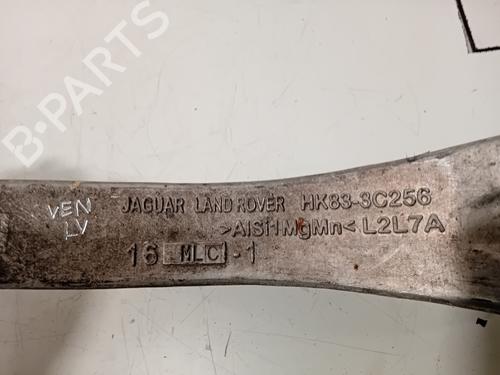 B-PARTS
JAGUAR LAND ROVER HK83-3C256
>AlSi1MgMn< L2L7A
VEN
LV
16 MLC -1